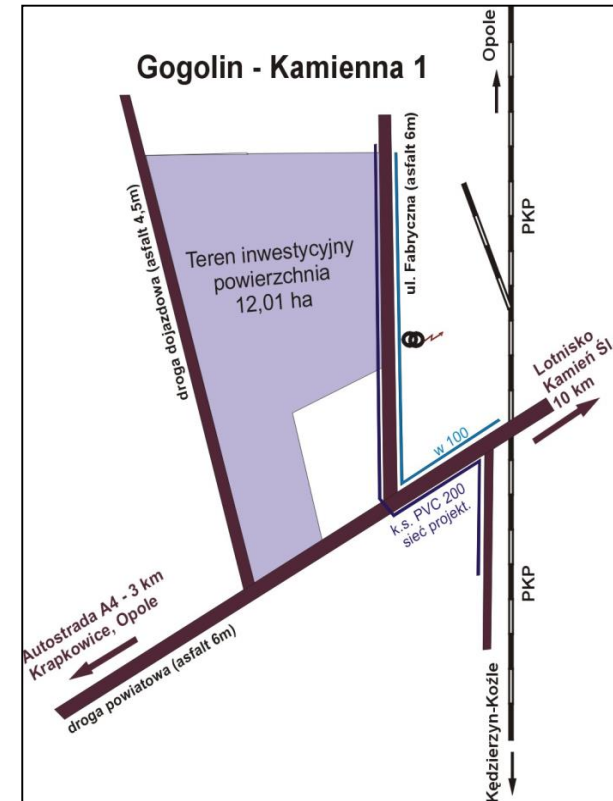 Gogolin - Kamienna 1
Opole
PKP
ul. Fabryczna (asfalt 6m)
droga dojazdowa (asfalt 4,5m)
Teren inwestycyjny
powierzchnia
12,01 ha
Lotnisko
Kamień Śl
10 km
w 100
k.s. PVC 200
sieć projekt.
Autostrada A4 - 3 km
Krapkowice, Opole
droga powiatowa (asfalt 6m)
PKP
Kędzierzyn-Koźle